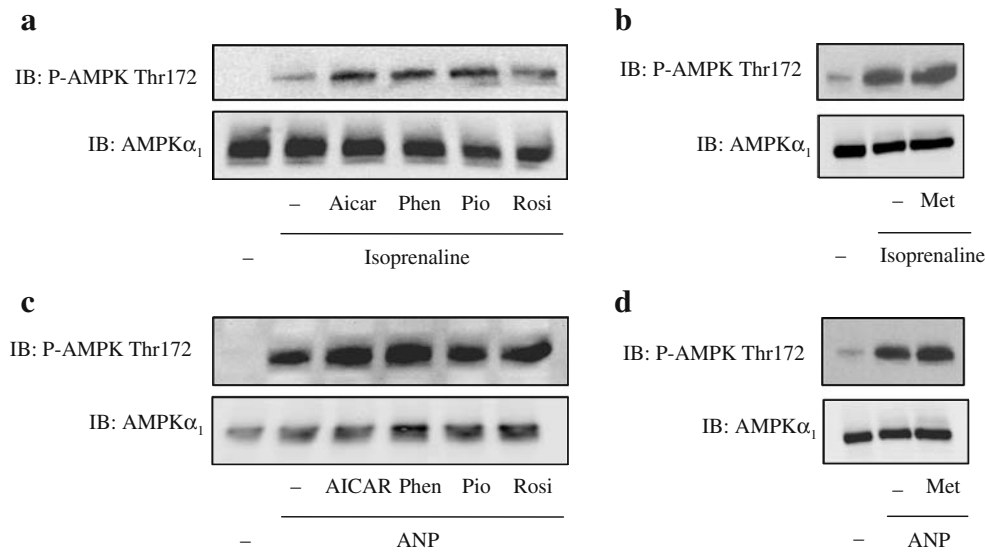 a
IB: P-AMPK Thr172
IB: AMPKα₁
– Aicar Phen Pio Rosi
– Isoprenaline
b
IB: P-AMPK Thr172
IB: AMPKα₁
– Met
– Isoprenaline
c
IB: P-AMPK Thr172
IB: AMPKα₁
– AICAR Phen Pio Rosi
– ANP
d
IB: P-AMPK Thr172
IB: AMPKα₁
– Met
– ANP